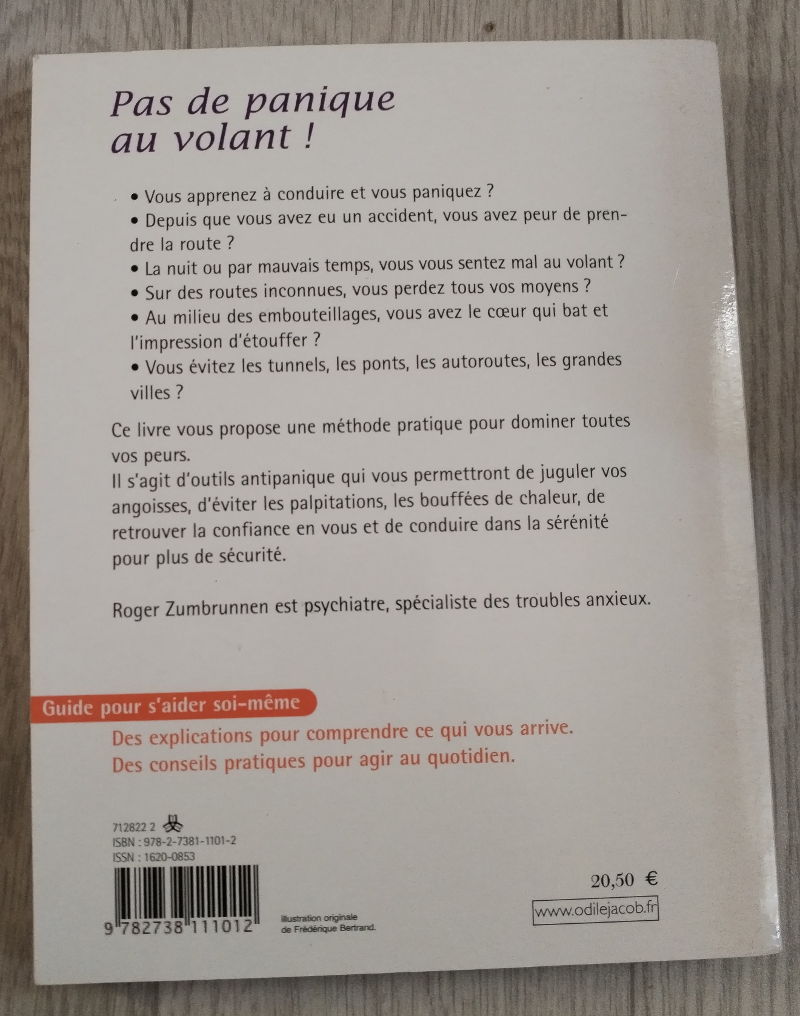 Pas de panique
au volant !
• Vous apprenez à conduire et vous paniquez ?
• Depuis que vous avez eu un accident, vous avez peur de pren-
dre la route ?
• La nuit ou par mauvais temps, vous vous sentez mal au volant ?
• Sur des routes inconnues, vous perdez tous vos moyens ?
• Au milieu des embouteillages, vous avez le cœur qui bat et
l'impression d'étouffer ?
• Vous évitez les tunnels, les ponts, les autoroutes, les grandes
villes ?
Ce livre vous propose une méthode pratique pour dominer toutes
vos peurs.
Il s'agit d'outils antipanique qui vous permettront de juguler vos
angoisses, d'éviter les palpitations, les bouffées de chaleur, de
retrouver la confiance en vous et de conduire dans la sérénité
pour plus de sécurité.
Roger Zumbrunnen est psychiatre, spécialiste des troubles anxieux.
Guide pour s'aider soi-même
Des explications pour comprendre ce qui vous arrive.
Des conseils pratiques pour agir au quotidien.
712822 2
ISBN : 978-2-7381-1101-2
ISSN : 1620-0853
9 782738 111012
Illustration originale
de Frédérique Bertrand.
20,50 €
www.odilejacob.fr